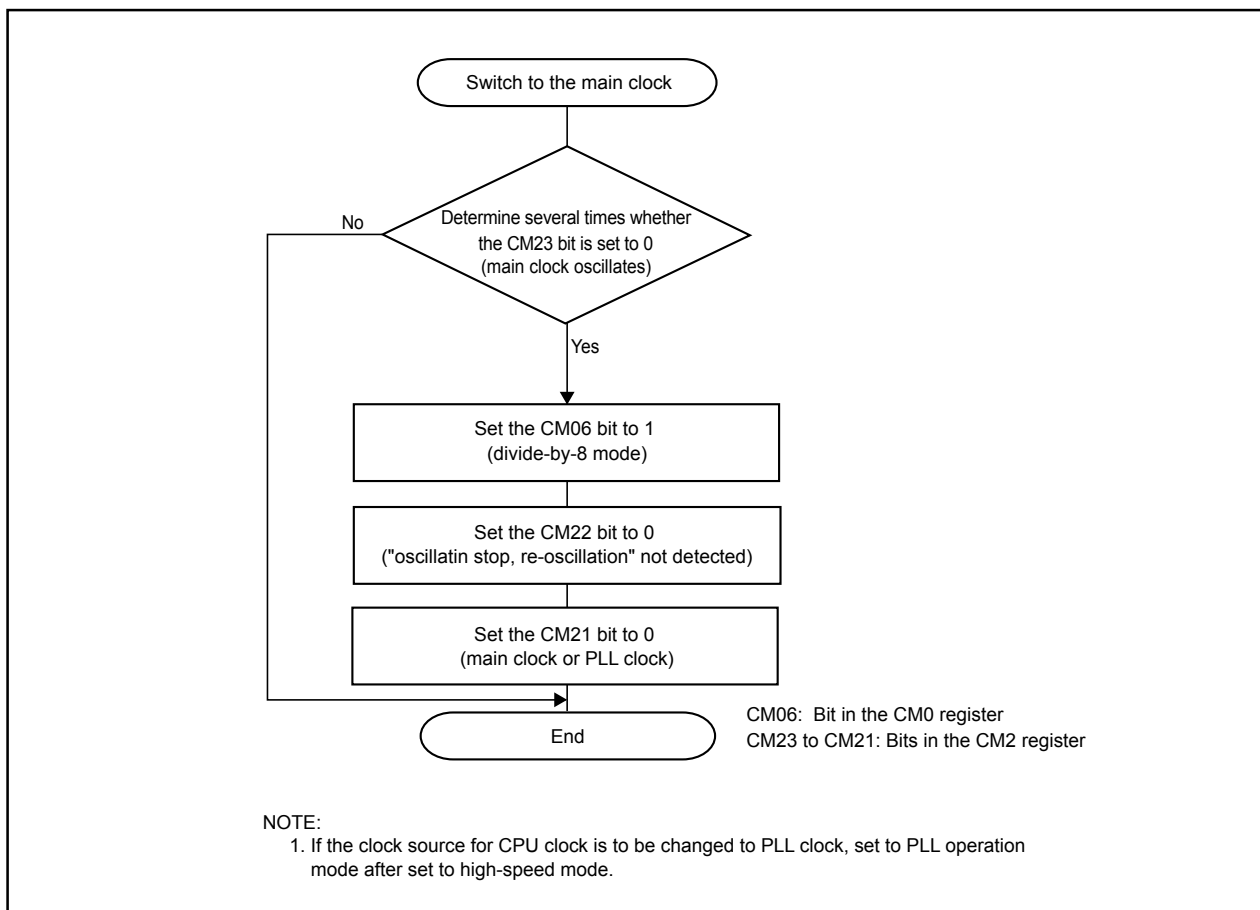 Switch to the main clock
No
Determine several times whether
the CM23 bit is set to 0
(main clock oscillates)
Yes
Set the CM06 bit to 1
(divide-by-8 mode)
Set the CM22 bit to 0
("oscillatin stop, re-oscillation" not detected)
Set the CM21 bit to 0
(main clock or PLL clock)
End
CM06:  Bit in the CM0 register
CM23 to CM21: Bits in the CM2 register
NOTE:
1. If the clock source for CPU clock is to be changed to PLL clock, set to PLL operation
mode after set to high-speed mode.